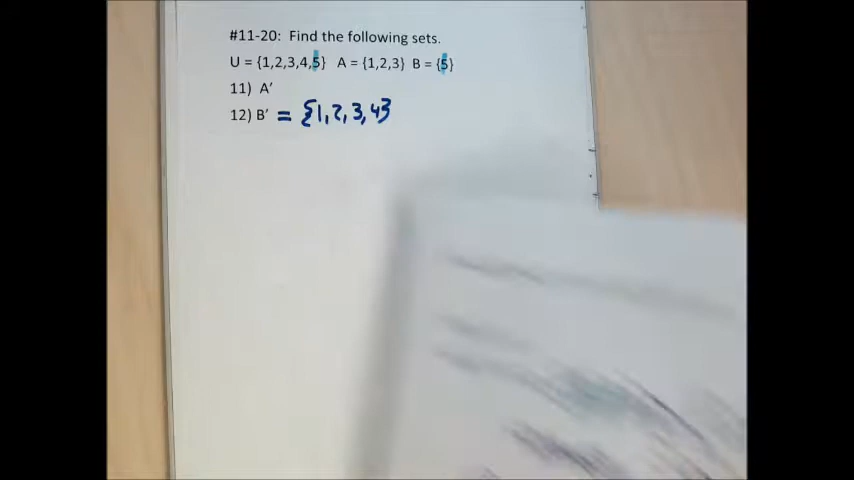 #11-20: Find the following sets.
U = {1,2,3,4,5} A = {1,2,3} B = {5}
11) A'
12) B' = {1,2,3,4}